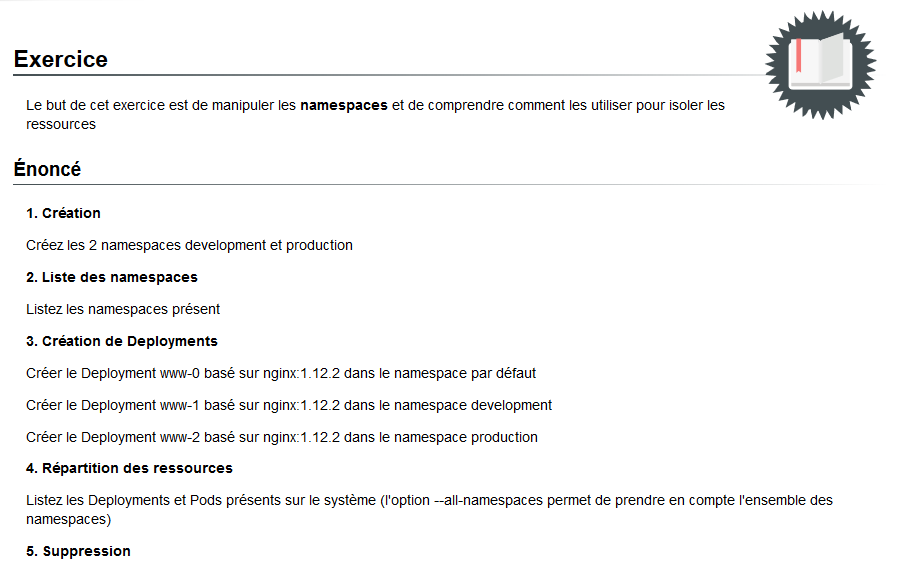 Exercice
Le but de cet exercice est de manipuler les namespaces et de comprendre comment les utiliser pour isoler les
ressources
Énoncé
1. Création
Créez les 2 namespaces development et production
2. Liste des namespaces
Listez les namespaces présent
3. Création de Deployments
Créer le Deployment www-0 basé sur nginx:1.12.2 dans le namespace par défaut
Créer le Deployment www-1 basé sur nginx:1.12.2 dans le namespace development
Créer le Deployment www-2 basé sur nginx:1.12.2 dans le namespace production
4. Répartition des ressources
Listez les Deployments et Pods présents sur le système (l'option --all-namespaces permet de prendre en compte l'ensemble des
namespaces)
5. Suppression